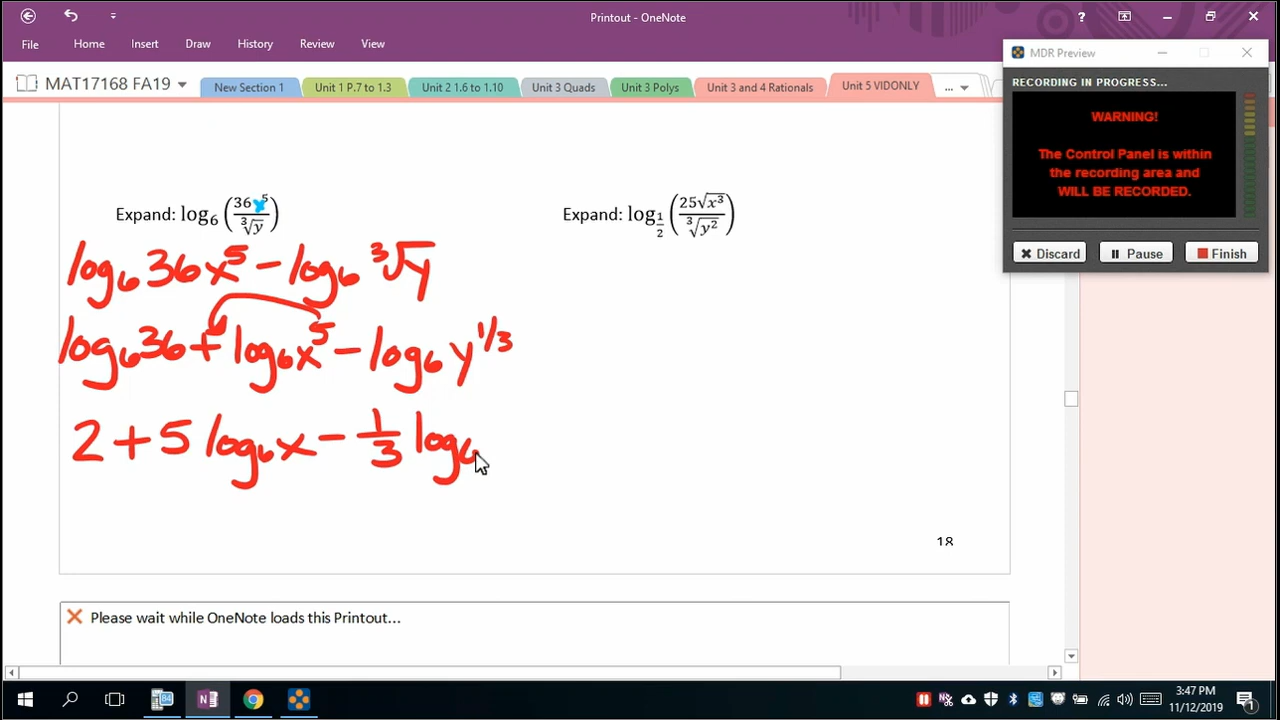 Printout - OneNote
?
File Home Insert Draw History Review View
MAT17168 FA19
New Section 1
Unit 1 P.7 to 1.3
Unit 2 1.6 to 1.10
Unit 3 Quads
Unit 3 Polys
Unit 3 and 4 Rationals
Unit 5 VIDONLY
...
MDR Preview
RECORDING IN PROGRESS...
WARNING!
The Control Panel is within
the recording area and
WILL BE RECORDED.
Discard Pause Finish
Expand: log₆ (36x⁵/∛y)
log₆ 36x⁵ - log₆ ³√y
log₆ 36 + log₆ x⁵ - log₆ y^1/3
2 + 5 log₆ x - 1/3 log₆
Expand: log_1/2 (25√x³/∛y²)
18
Please wait while OneNote loads this Printout...
3:47 PM
11/12/2019
1